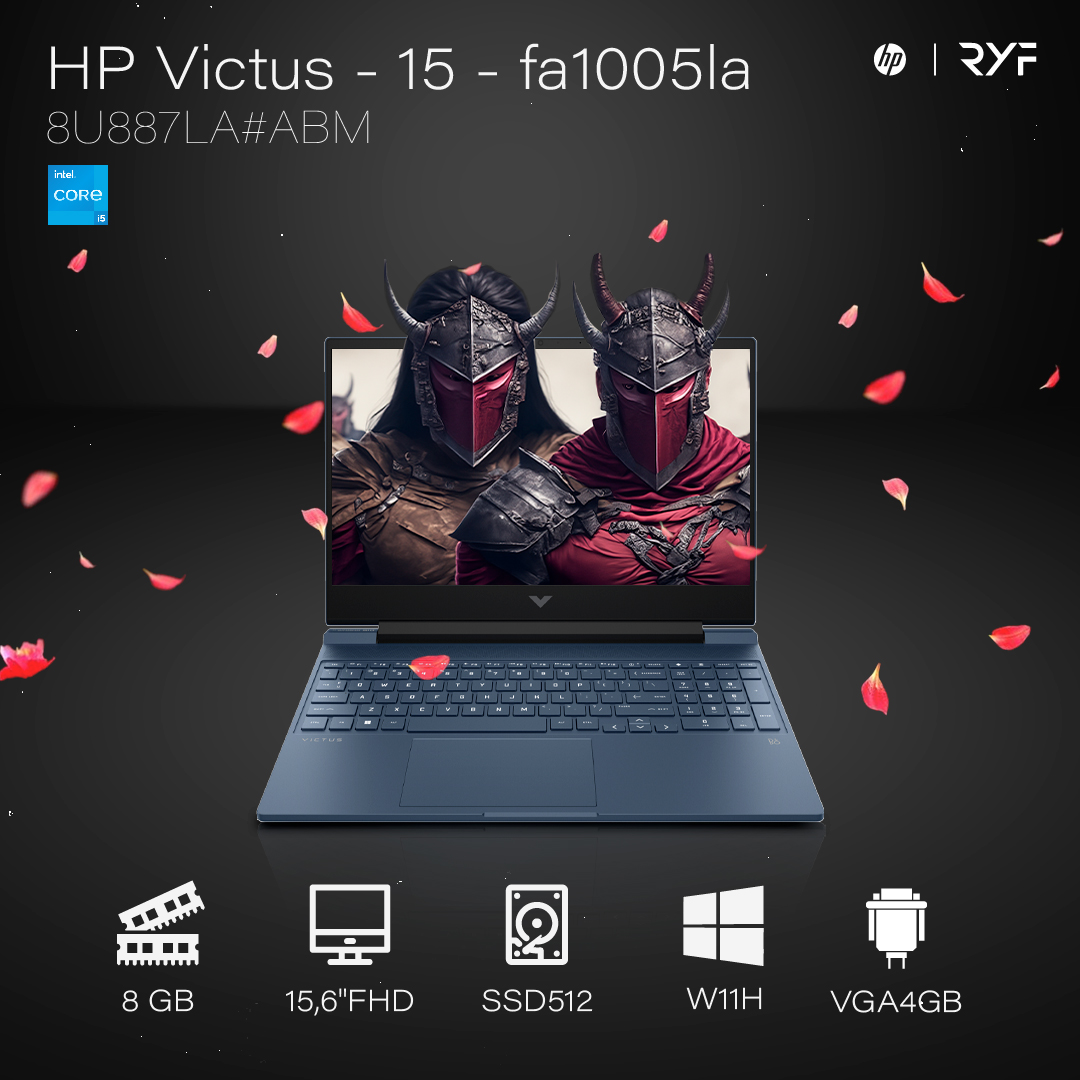 HP Victus - 15 - fa1005la
hp | RYF
8U887LA#ABM
intel.
CORE
i5
VICTUS
8 GB
15,6"FHD
SSD512
W11H
VGA4GB